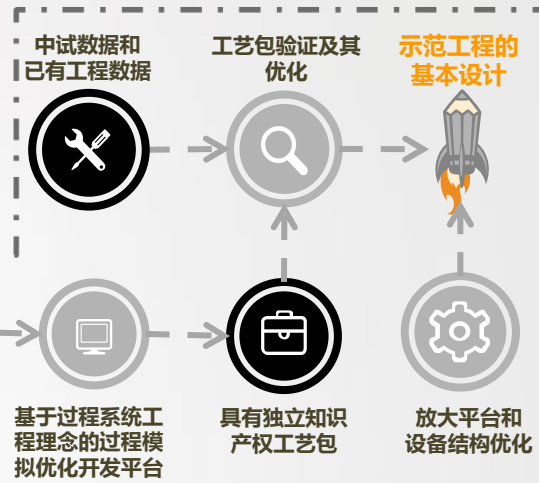 中试数据和
已有工程数据
工艺包验证及其
优化
示范工程的
基本设计
基于过程系统工
程理念的过程模
拟优化开发平台
具有独立知识
产权工艺包
放大平台和
设备结构优化